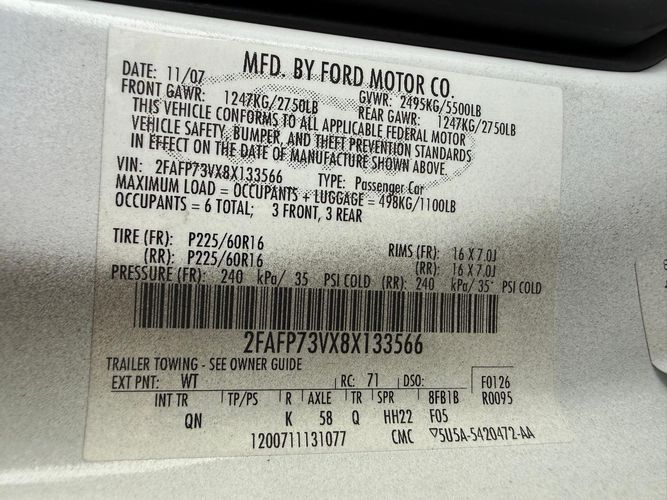 MFD. BY FORD MOTOR CO.
DATE: 11/07 GVWR: 2495KG/5500LB
FRONT GAWR: 1247KG/2750LB REAR GAWR: 1247KG/2750LB
THIS VEHICLE CONFORMS TO ALL APPLICABLE FEDERAL MOTOR
VEHICLE SAFETY, BUMPER, AND THEFT PREVENTION STANDARDS
IN EFFECT ON THE DATE OF MANUFACTURE SHOWN ABOVE.
VIN: 2FAFP73VX8X133566 TYPE: Passenger Car
MAXIMUM LOAD = OCCUPANTS + LUGGAGE = 498KG/1100LB
OCCUPANTS = 6 TOTAL; 3 FRONT, 3 REAR
TIRE (FR): P225/60R16 RIMS (FR): 16 X 7.0J
(RR): P225/60R16 (RR): 16 X 7.0J
PRESSURE (FR): 240 kPa/ 35 PSI COLD (RR): 240 kPa/ 35 PSI COLD
2FAFP73VX8X133566
TRAILER TOWING - SEE OWNER GUIDE
EXT PNT: WT RC: 71 DSO: F0126
INT TR TP/PS R AXLE TR SPR 8FB1B R0095
QN K 58 Q HH22 F05
1200711131077 CMC ▽5U5A-5420472-AA